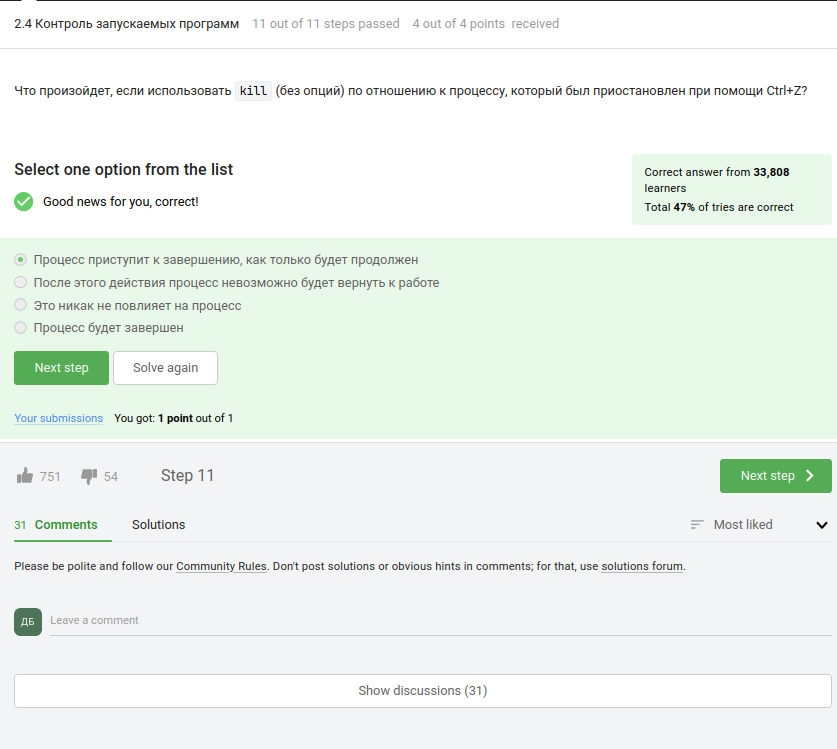 2.4 Контроль запускаемых программ 11 out of 11 steps passed 4 out of 4 points received
Что произойдет, если использовать kill (без опций) по отношению к процессу, который был приостановлен при помощи Ctrl+Z?
Select one option from the list
Good news for you, correct!
Correct answer from 33,808
learners
Total 47% of tries are correct
Процесс приступит к завершению, как только будет продолжен
После этого действия процесс невозможно будет вернуть к работе
Это никак не повлияет на процесс
Процесс будет завершен
Next step Solve again
Your submissions You got: 1 point out of 1
751 54 Step 11 Next step
31 Comments Solutions Most liked
Please be polite and follow our Community Rules. Don't post solutions or obvious hints in comments; for that, use solutions forum.
ДБ Leave a comment
Show discussions (31)